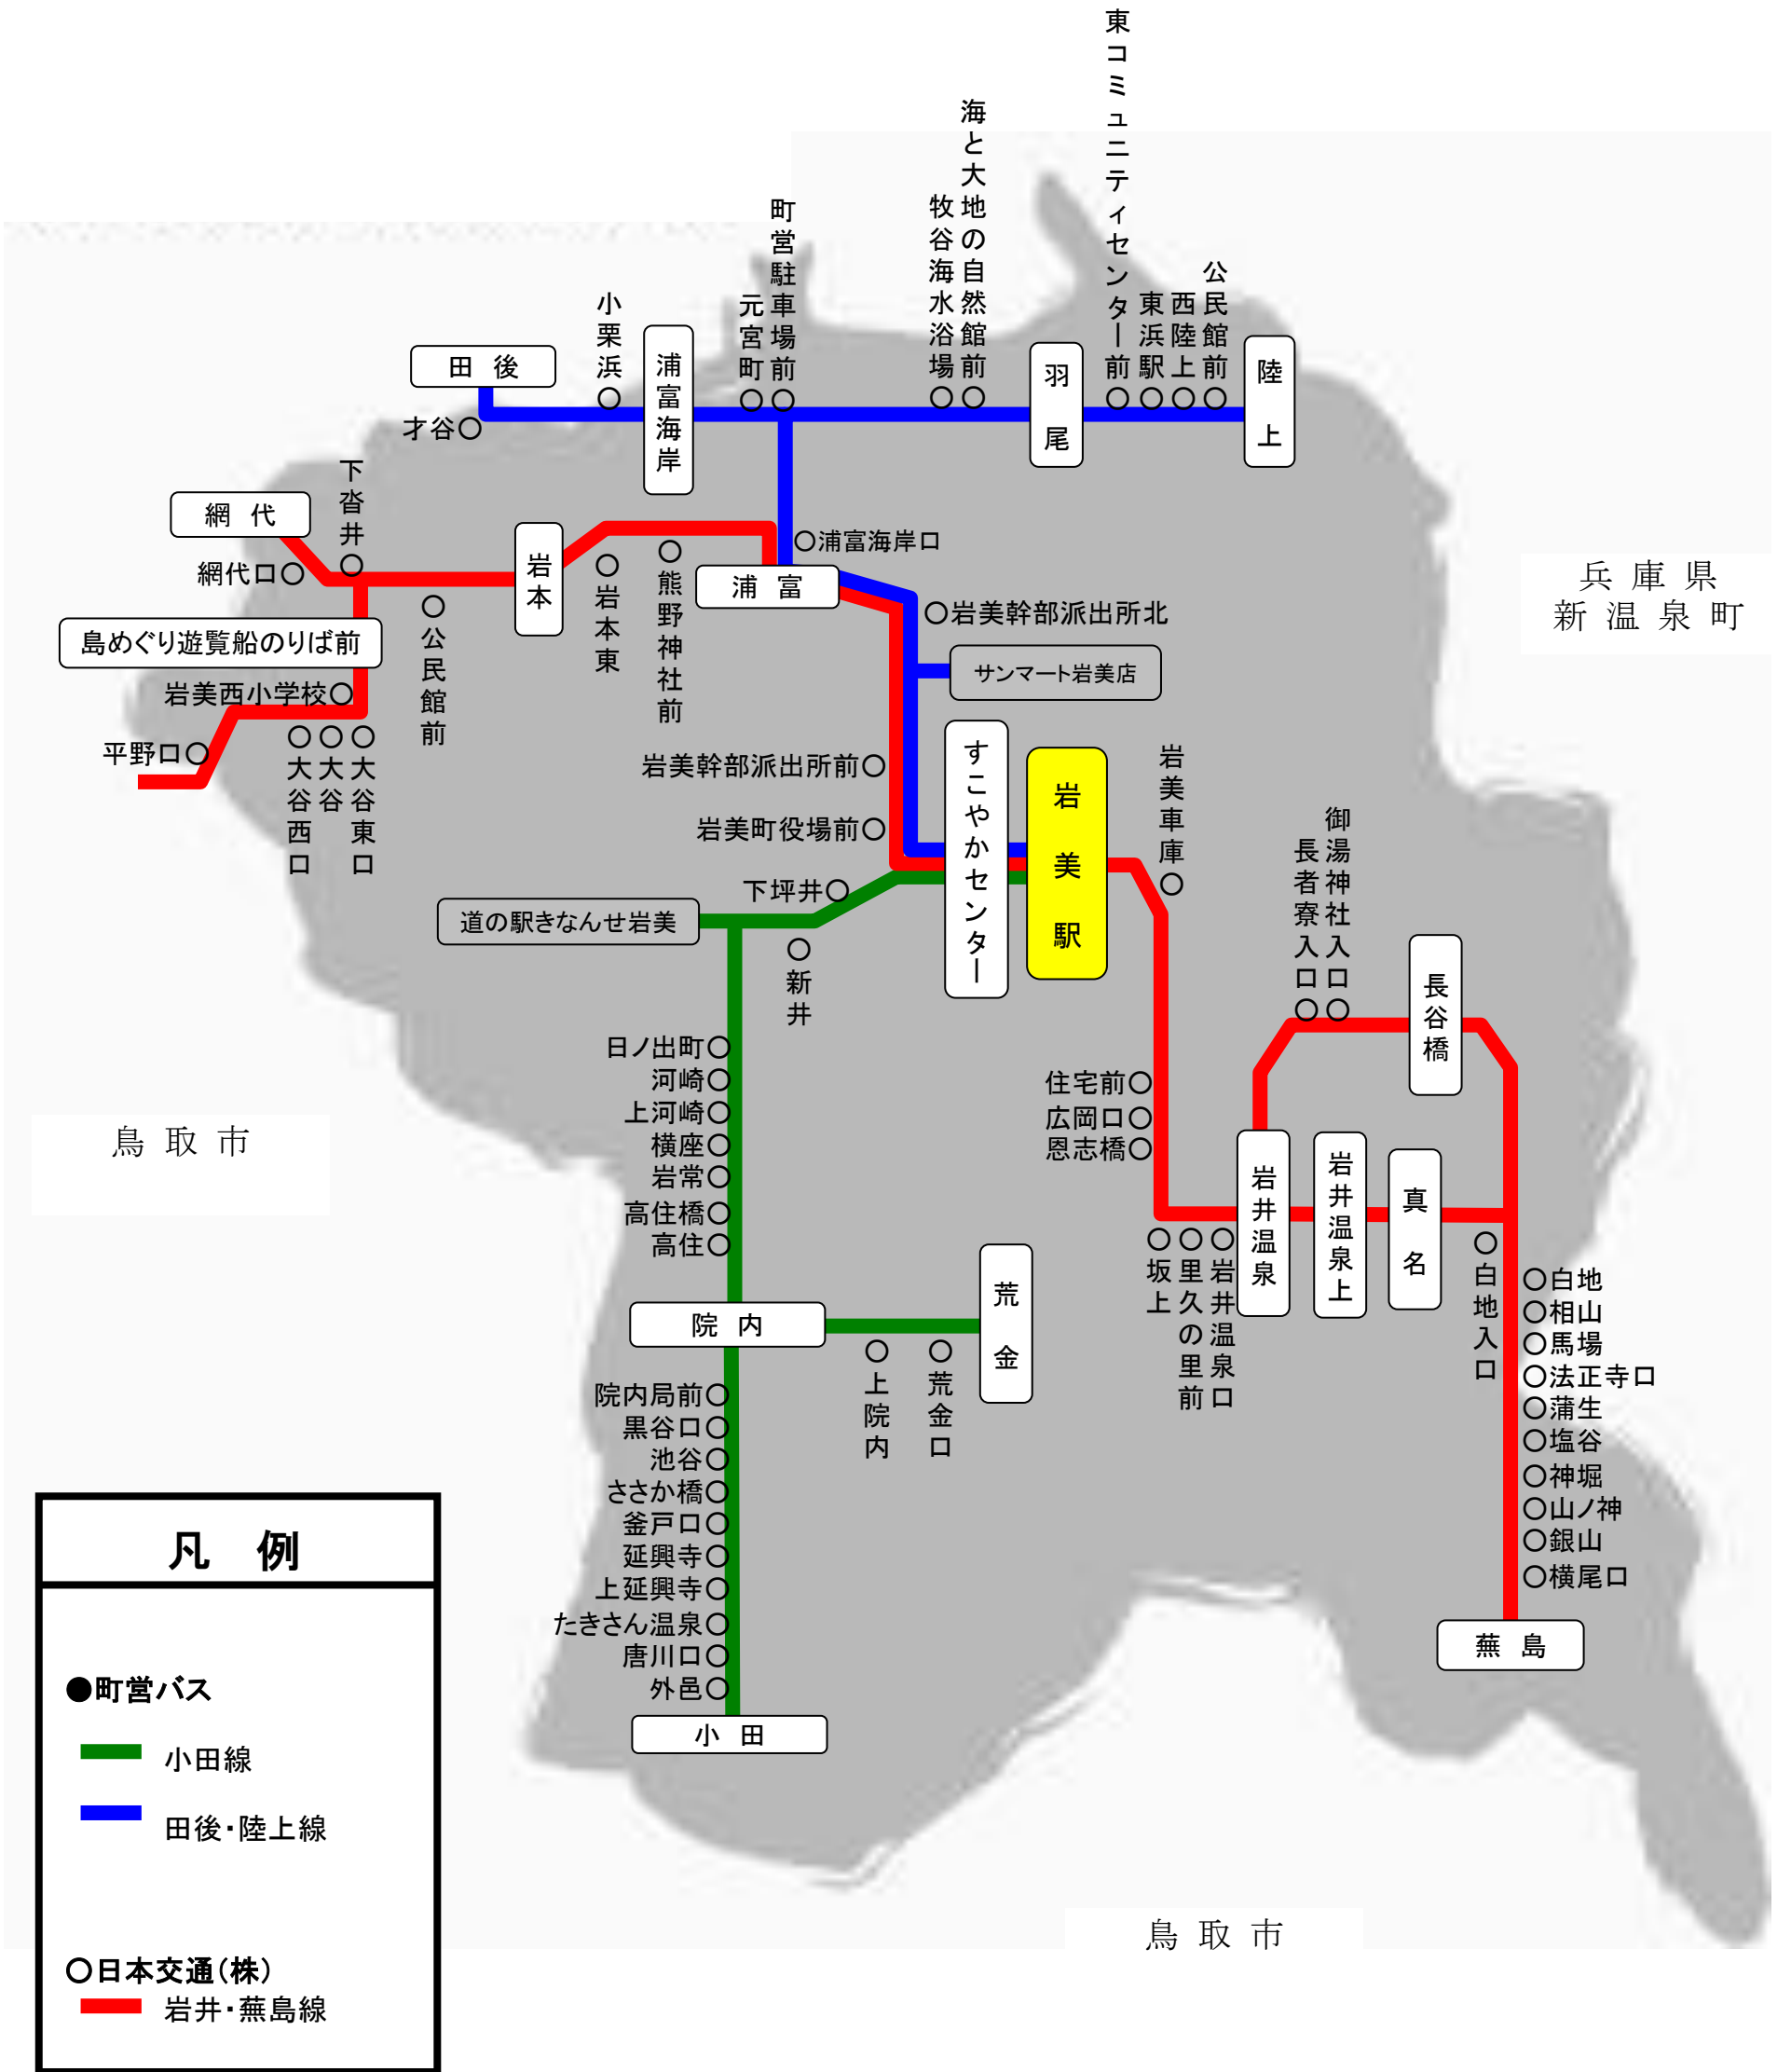 東コミュニティセンター前
海と大地の自然館前
牧谷海水浴場
町営駐車場前
元宮町
小栗浜
東浜駅
西陸上
公民館前
田後
浦富海岸
羽尾
陸上
才谷
下沓井
網代
網代口
岩本
浦富海岸口
浦富
岩本東
熊野神社前
公民館前
島めぐり遊覧船のりば前
岩美西小学校
平野口
大谷西口
大谷
大谷東口
岩美幹部派出所北
サンマート岩美店
兵庫県
新温泉町
岩美幹部派出所前
岩美町役場前
すこやかセンター
岩美駅
岩美車庫
下坪井
道の駅きなんせ岩美
新井
長者寮入口
御湯神社入口
長谷橋
日ノ出町
河崎
上河崎
横座
岩常
高住橋
高住
住宅前
広岡口
恩志橋
鳥取市
坂上
里久の里前
岩井温泉口
岩井温泉
岩井温泉上
真名
白地入口
白地
相山
馬場
法正寺口
蒲生
塩谷
神堀
山ノ神
銀山
横尾口
蕪島
院内
上院内
荒金口
荒金
院内局前
黒谷口
池谷
ささか橋
釜戸口
延興寺
上延興寺
たきさん温泉
唐川口
外邑
小田
凡例
●町営バス
小田線
田後・陸上線
○日本交通(株)
岩井・蕪島線
鳥取市